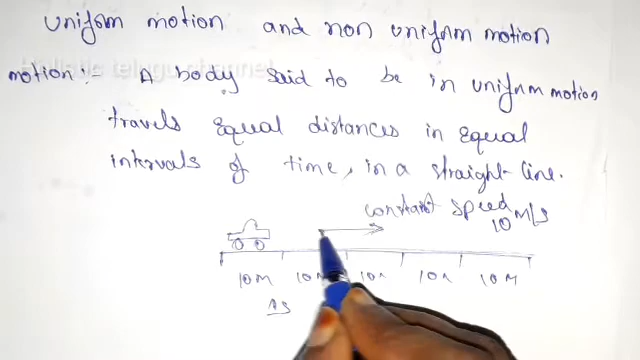 uniform motion and non uniform motion
motion:- A body said to be in uniform motion
travels Equal distances in Equal
intervals of time, in a straight-line.
constant speed
10 m/s
10M 10M 10M 10M 10M